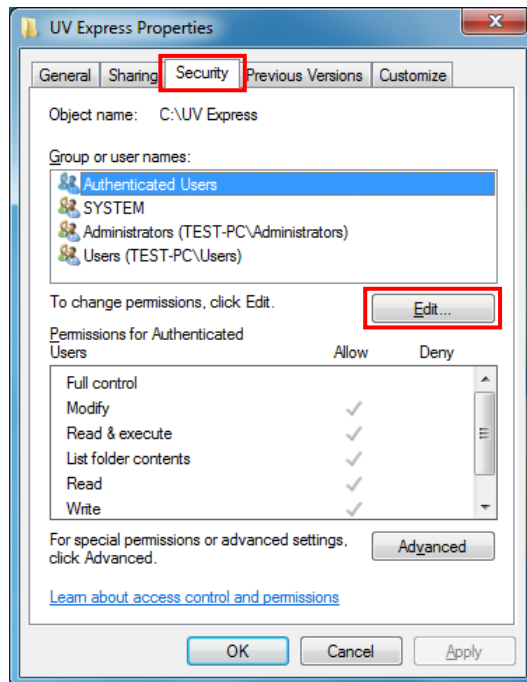 UV Express Properties
General Sharing Security Previous Versions Customize
Object name: C:\UV Express
Group or user names:
Authenticated Users
SYSTEM
Administrators (TEST-PC\Administrators)
Users (TEST-PC\Users)
To change permissions, click Edit.
Edit...
Permissions for Authenticated
Users Allow Deny
Full control
Modify
Read & execute
List folder contents
Read
Write
For special permissions or advanced settings,
click Advanced.
Advanced
Learn about access control and permissions
OK Cancel Apply